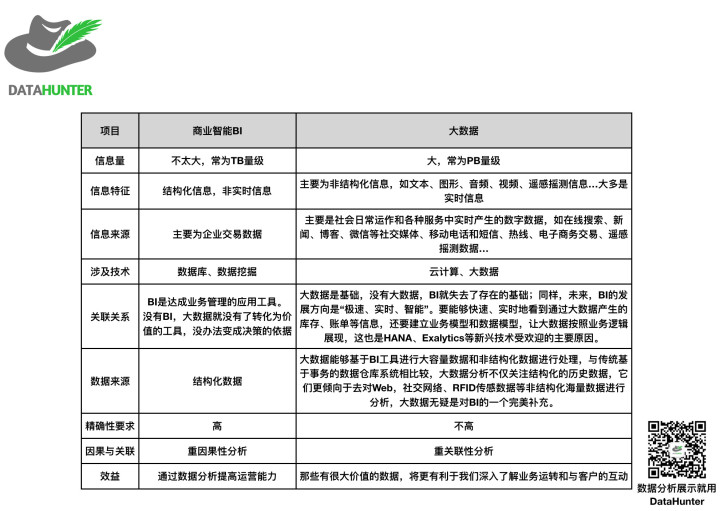 DATAHUNTER
项目
商业智能BI
大数据
信息量
不太大，常为TB量级
大，常为PB量级
信息特征
结构化信息，非实时信息
主要为非结构化信息，如文本、图形、音频、视频、遥感摇测信息…大多是
实时信息
信息来源
主要为企业交易数据
主要是社会日常运作和各种服务中实时产生的数字数据，如在线搜索、新
闻、博客、微信等社交媒体、移动电话和短信、热线、电子商务交易、遥感
摇测数据…
涉及技术
数据库、数据挖掘
云计算、大数据
关联关系
BI是达成业务管理的应用工具。
没有BI，大数据就没有了转化为价
值的工具，没办法变成决策的依据
大数据是基础，没有大数据，BI就失去了存在的基础；同样，未来，BI的发
展方向是“极速、实时、智能”。要能够快速、实时地看到通过大数据产生的
库存、账单等信息，还要建立业务模型和数据模型，让大数据按照业务逻辑
展现，这也是HANA、Exalytics等新兴技术受欢迎的主要原因。
数据来源
结构化数据
大数据能够基于BI工具进行大容量数据和非结构化数据进行处理，与传统基
于事务的数据仓库系统相比较，大数据分析不仅关注结构化的历史数据，它
们更倾向于去对Web，社交网络、RFID传感数据等非结构化海量数据进行
分析，大数据无疑是对BI的一个完美补充。
精确性要求
高
不高
因果与关联
重因果性分析
重关联性分析
效益
通过数据分析提高运营能力
那些有很大价值的数据，将更有利于我们深入了解业务运转和与客户的互动
数据分析展示就用
DataHunter